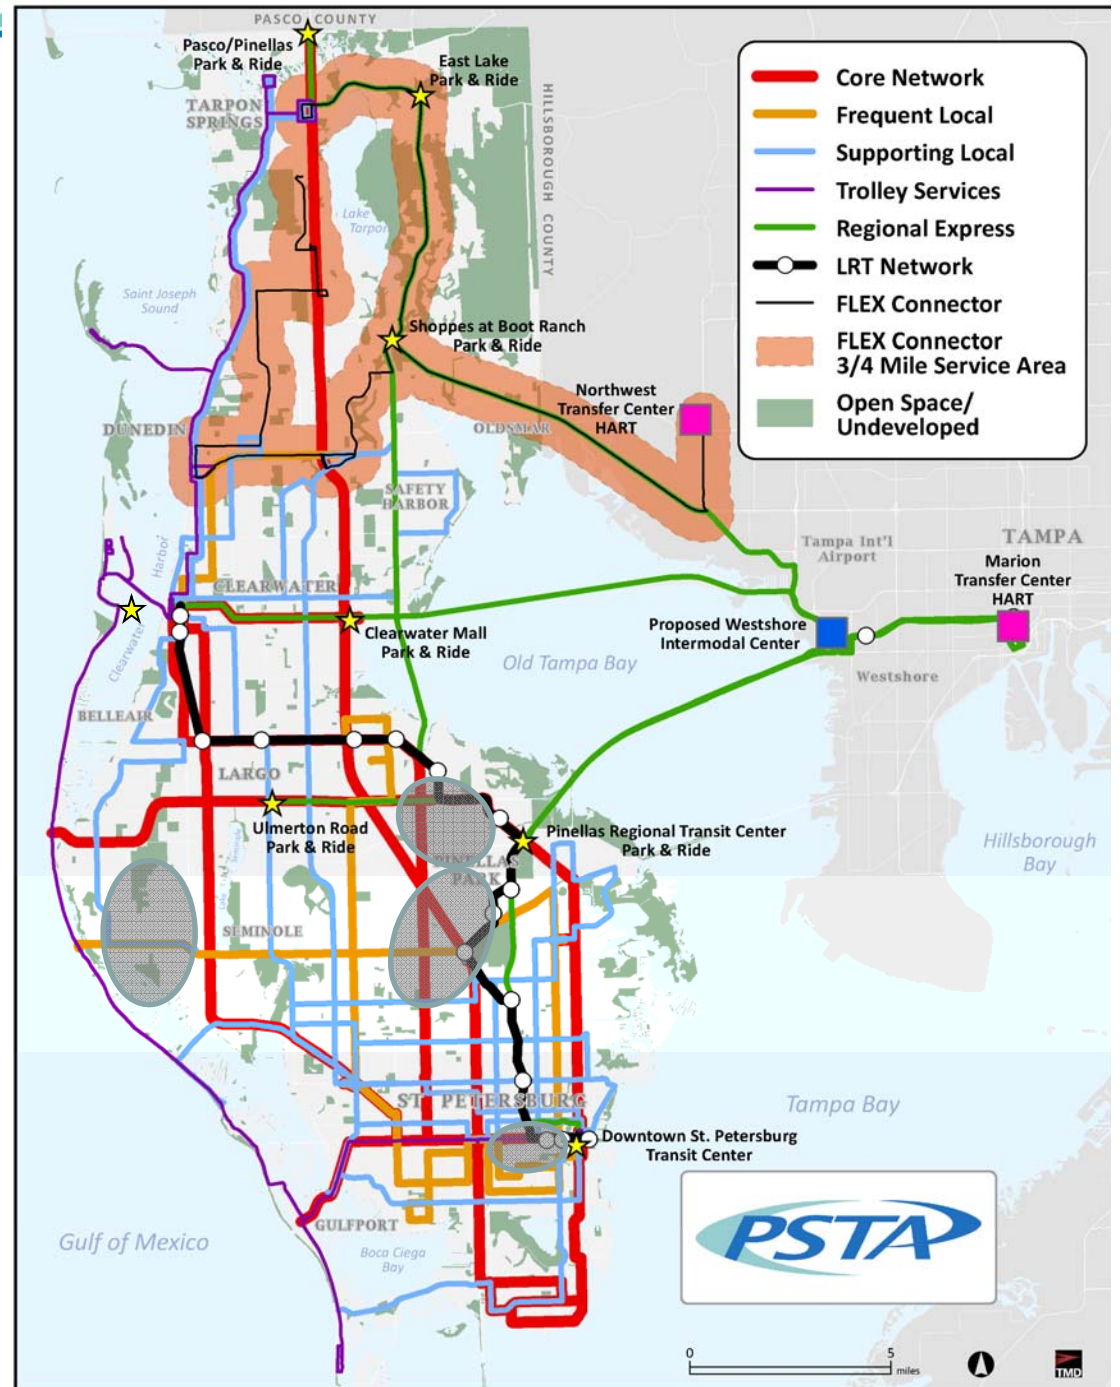 PASCO COUNTY
Pasco/Pinellas
Park & Ride
East Lake
Park & Ride
TARPON
SPRINGS
HILLSBOROUGH COUNTY
Lake
Tarpon
Saint Joseph
Sound
Shoppes at Boot Ranch
Park & Ride
Northwest
Transfer Center
HART
DUNEDIN
OLDSMAR
SAFETY
HARBOR
Core Network
Frequent Local
Supporting Local
Trolley Services
Regional Express
LRT Network
FLEX Connector
FLEX Connector
3/4 Mile Service Area
Open Space/
Undeveloped
Tampa Int'l
Airport
TAMPA
Marion
Transfer Center
HART
Clearwater Harbor
CLEARWATER
Clearwater Mall
Park & Ride
Proposed Westshore
Intermodal Center
Old Tampa Bay
Westshore
BELLEAIR
LARGO
Ulmerton Road
Park & Ride
Pinellas Regional Transit Center
Park & Ride
PINELLAS
PARK
Hillsborough
Bay
SEMINOLE
ST PETERSBURG
Tampa Bay
Downtown St. Petersburg
Transit Center
GULFPORT
Gulf of Mexico
Boca Ciega
Bay
PSTA
0 5
miles
TMD